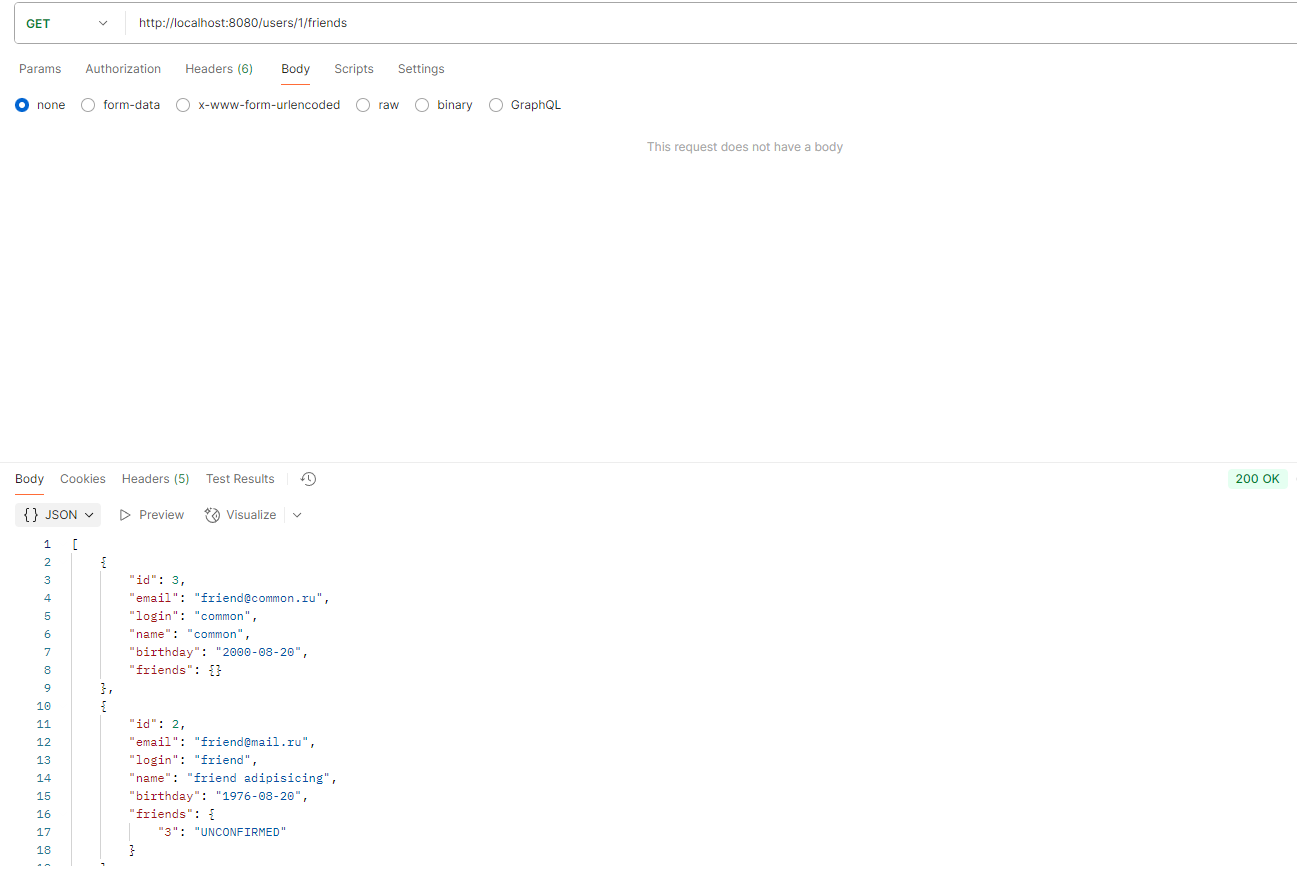 GET http://localhost:8080/users/1/friends
Params Authorization Headers (6) Body Scripts Settings
none form-data x-www-form-urlencoded raw binary GraphQL
This request does not have a body
Body Cookies Headers (5) Test Results 200 OK
{} JSON Preview Visualize
1 [
2 {
3 "id": 3,
4 "email": "friend@common.ru",
5 "login": "common",
6 "name": "common",
7 "birthday": "2000-08-20",
8 "friends": {}
9 },
10 {
11 "id": 2,
12 "email": "friend@mail.ru",
13 "login": "friend",
14 "name": "friend adipisicing",
15 "birthday": "1976-08-20",
16 "friends": {
17 "3": "UNCONFIRMED"
18 }